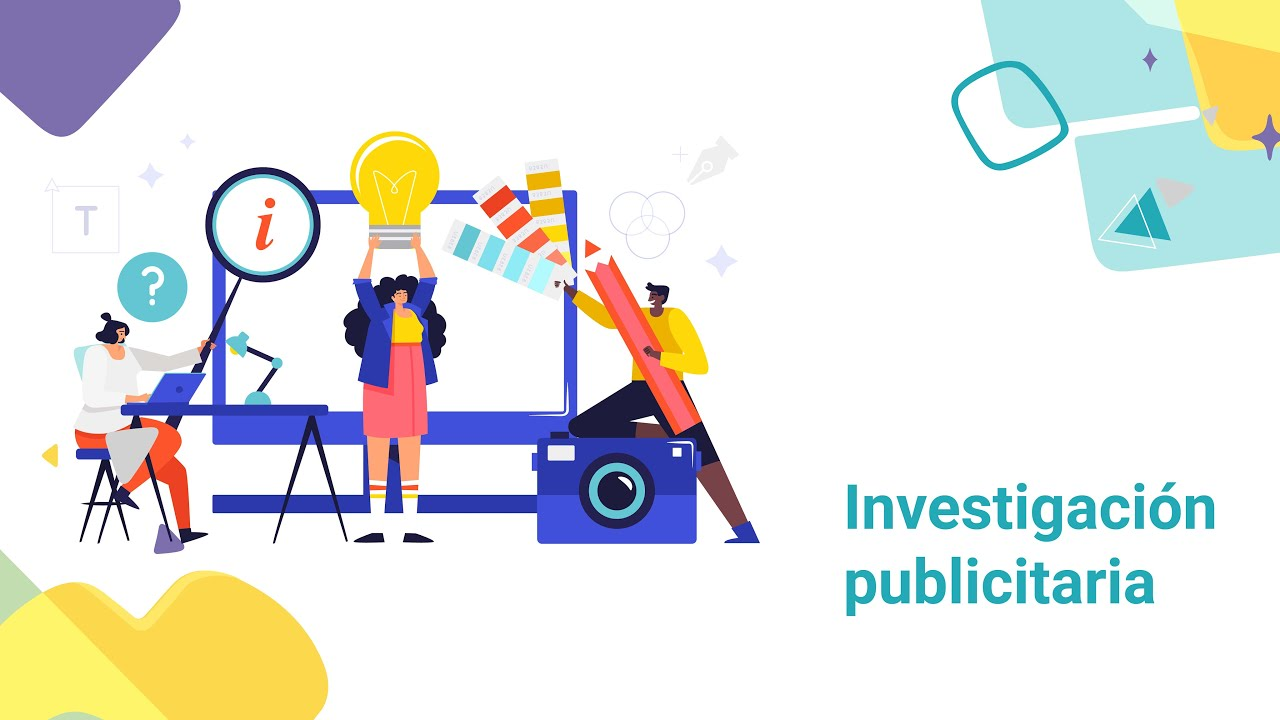 T
?
i
Investigación
publicitaria